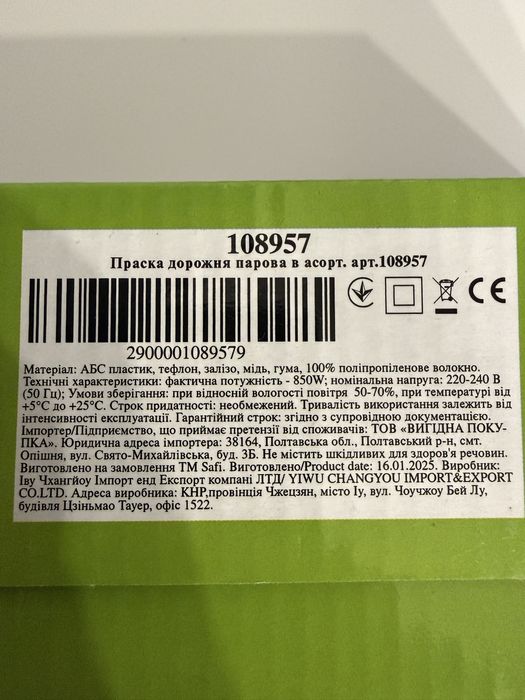 108957
Праска дорожня парова в асорт. арт.108957
CE
2900001089579
Матеріал: АБС пластик, тефлон, залізо, мідь, гума, 100% поліпропіленове волокно.
Технічні характеристики: фактична потужність - 850W; номінальна напруга: 220-240 В
(50 Гц); Умови зберігання: при відносній вологості повітря  50-70%, при температурі від
+5°С до +25°С. Строк придатності: необмежений. Тривалість використання залежить від
інтенсивності експлуатації. Гарантійний строк: згідно з супровідною документацією.
Імпортер/Підприємство, що приймає претензії від споживачів: ТОВ «ВИГІДНА ПОКУ-
ПКА». Юридична адреса імпортера: 38164, Полтавська обл., Полтавський р-н, смт.
Опішня, вул. Свято-Михайлівська, буд. 3Б. Не містить шкідливих для здоров'я речовин.
Виготовлено на замовлення TM Safi. Виготовлено/Product date: 16.01.2025. Виробник:
Іву Чхангйоу Імпорт енд Експорт компані ЛТД/ YIWU CHANGYOU IMPORT&EXPORT
CO.LTD. Адреса виробника: КНР,провінція Чжецзян, місто Іу, вул. Чоучжоу Бей Лу,
будівля Цзіньмао Тауер, офіс 1522.